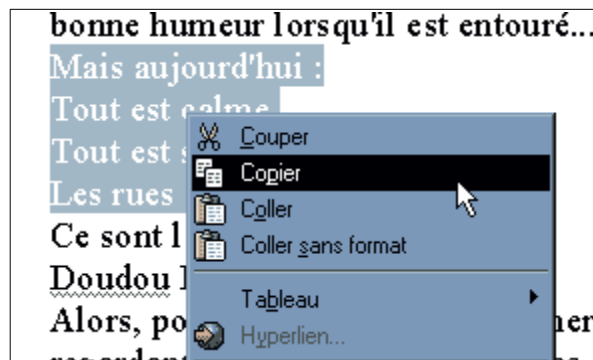 bonne humeur lorsqu'il est entouré...
Mais aujourd'hui :
Tout est calme
Tout est
Les rues
Ce sont
Doudou
Alors,
Couper
Copier
Coller
Coller sans format
Tableau
Hyperlien...